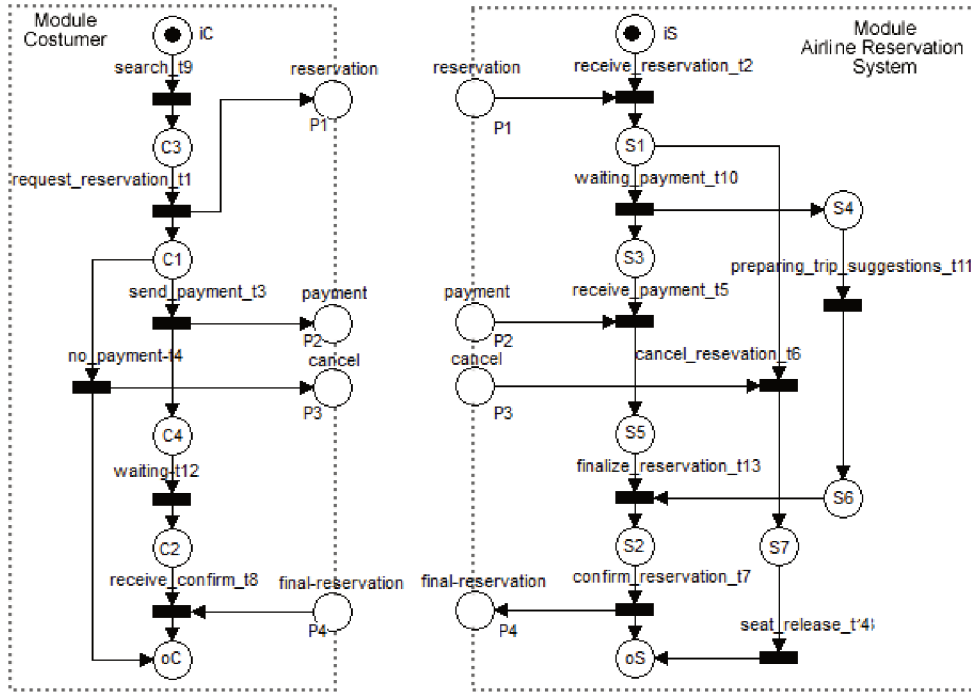 Module
Costumer
iC
search_t9
reservation
P1
C3
request_reservation_t1
C1
send_payment_t3
payment
P2
no_payment-t4
cancel
P3
C4
waiting-t12
C2
receive_confirm_t8
final-reservation
P4
oC
Module
Airline Reservation
System
iS
receive_reservation_t2
reservation
P1
S1
waiting_payment_t10
S4
S3
preparing_trip_suggestions_t11
receive_payment_t5
payment
P2
cancel_resevation_t6
cancel
P3
S5
finalize_reservation_t13
S6
S2
S7
confirm_reservation_t7
final-reservation
P4
seat_release_t14
oS